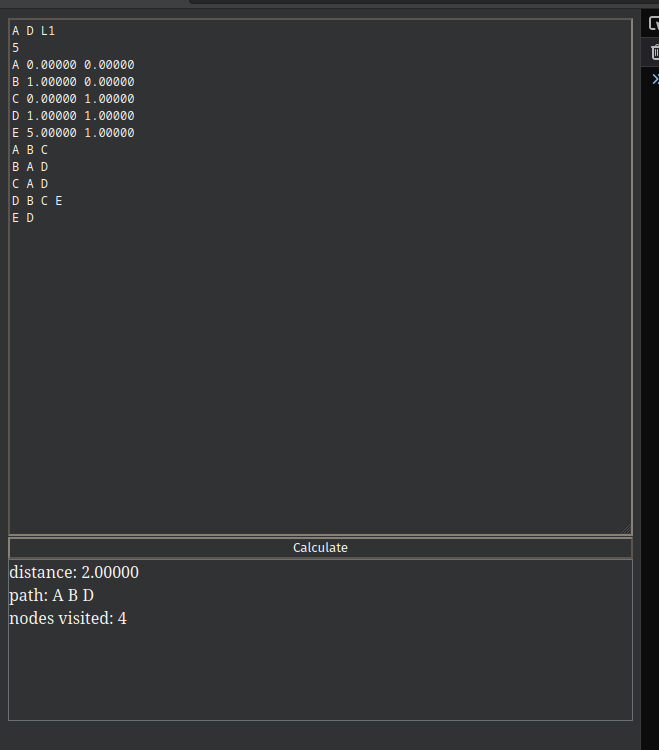 A D L1
5
A 0.00000 0.00000
B 1.00000 0.00000
C 0.00000 1.00000
D 1.00000 1.00000
E 5.00000 1.00000
A B C
B A D
C A D
D B C E
E D
Calculate
distance: 2.00000
path: A B D
nodes visited: 4